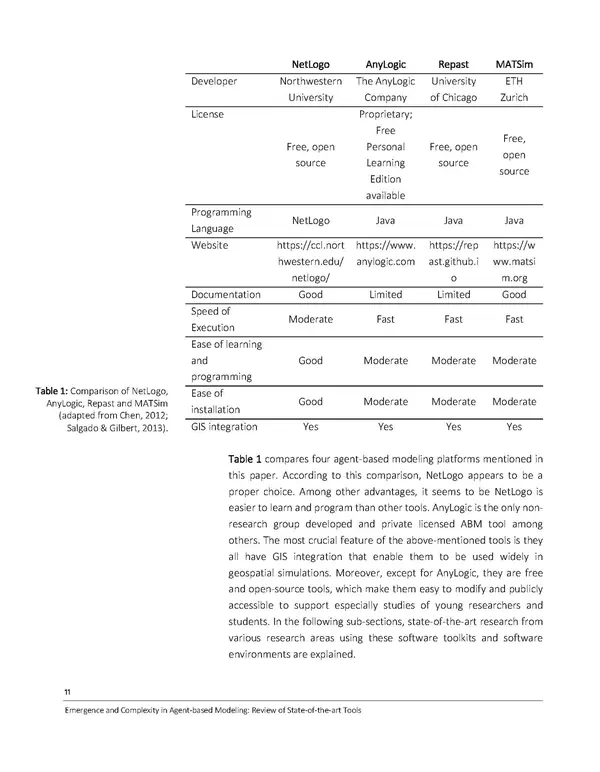 NetLogo AnyLogic Repast MATSim
Developer Northwestern The AnyLogic University ETH
University Company of Chicago Zurich
License Free, open source Proprietary; Free Personal Learning Edition available Free, open source Free, open source
Programming Language NetLogo Java Java Java
Website https://ccl.nort https://www. https://rep https://w
hwestern.edu/ anylogic.com ast.github.i ww.matsi
netlogo/ o m.org
Documentation Good Limited Limited Good
Speed of Execution Moderate Fast Fast Fast
Ease of learning and programming Good Moderate Moderate Moderate
Ease of installation Good Moderate Moderate Moderate
GIS integration Yes Yes Yes Yes
Table 1: Comparison of NetLogo,
AnyLogic, Repast and MATSim
(adapted from Chen, 2012;
Salgado & Gilbert, 2013).
Table 1 compares four agent-based modeling platforms mentioned in
this paper. According to this comparison, NetLogo appears to be a
proper choice. Among other advantages, it seems to be NetLogo is
easier to learn and program than other tools. AnyLogic is the only non-
research group developed and private licensed ABM tool among
others. The most crucial feature of the above-mentioned tools is they
all have GIS integration that enable them to be used widely in
geospatial simulations. Moreover, except for AnyLogic, they are free
and open-source tools, which make them easy to modify and publicly
accessible to support especially studies of young researchers and
students. In the following sub-sections, state-of-the-art research from
various research areas using these software toolkits and software
environments are explained.
11
Emergence and Complexity in Agent-based Modeling: Review of State-of-the-art Tools